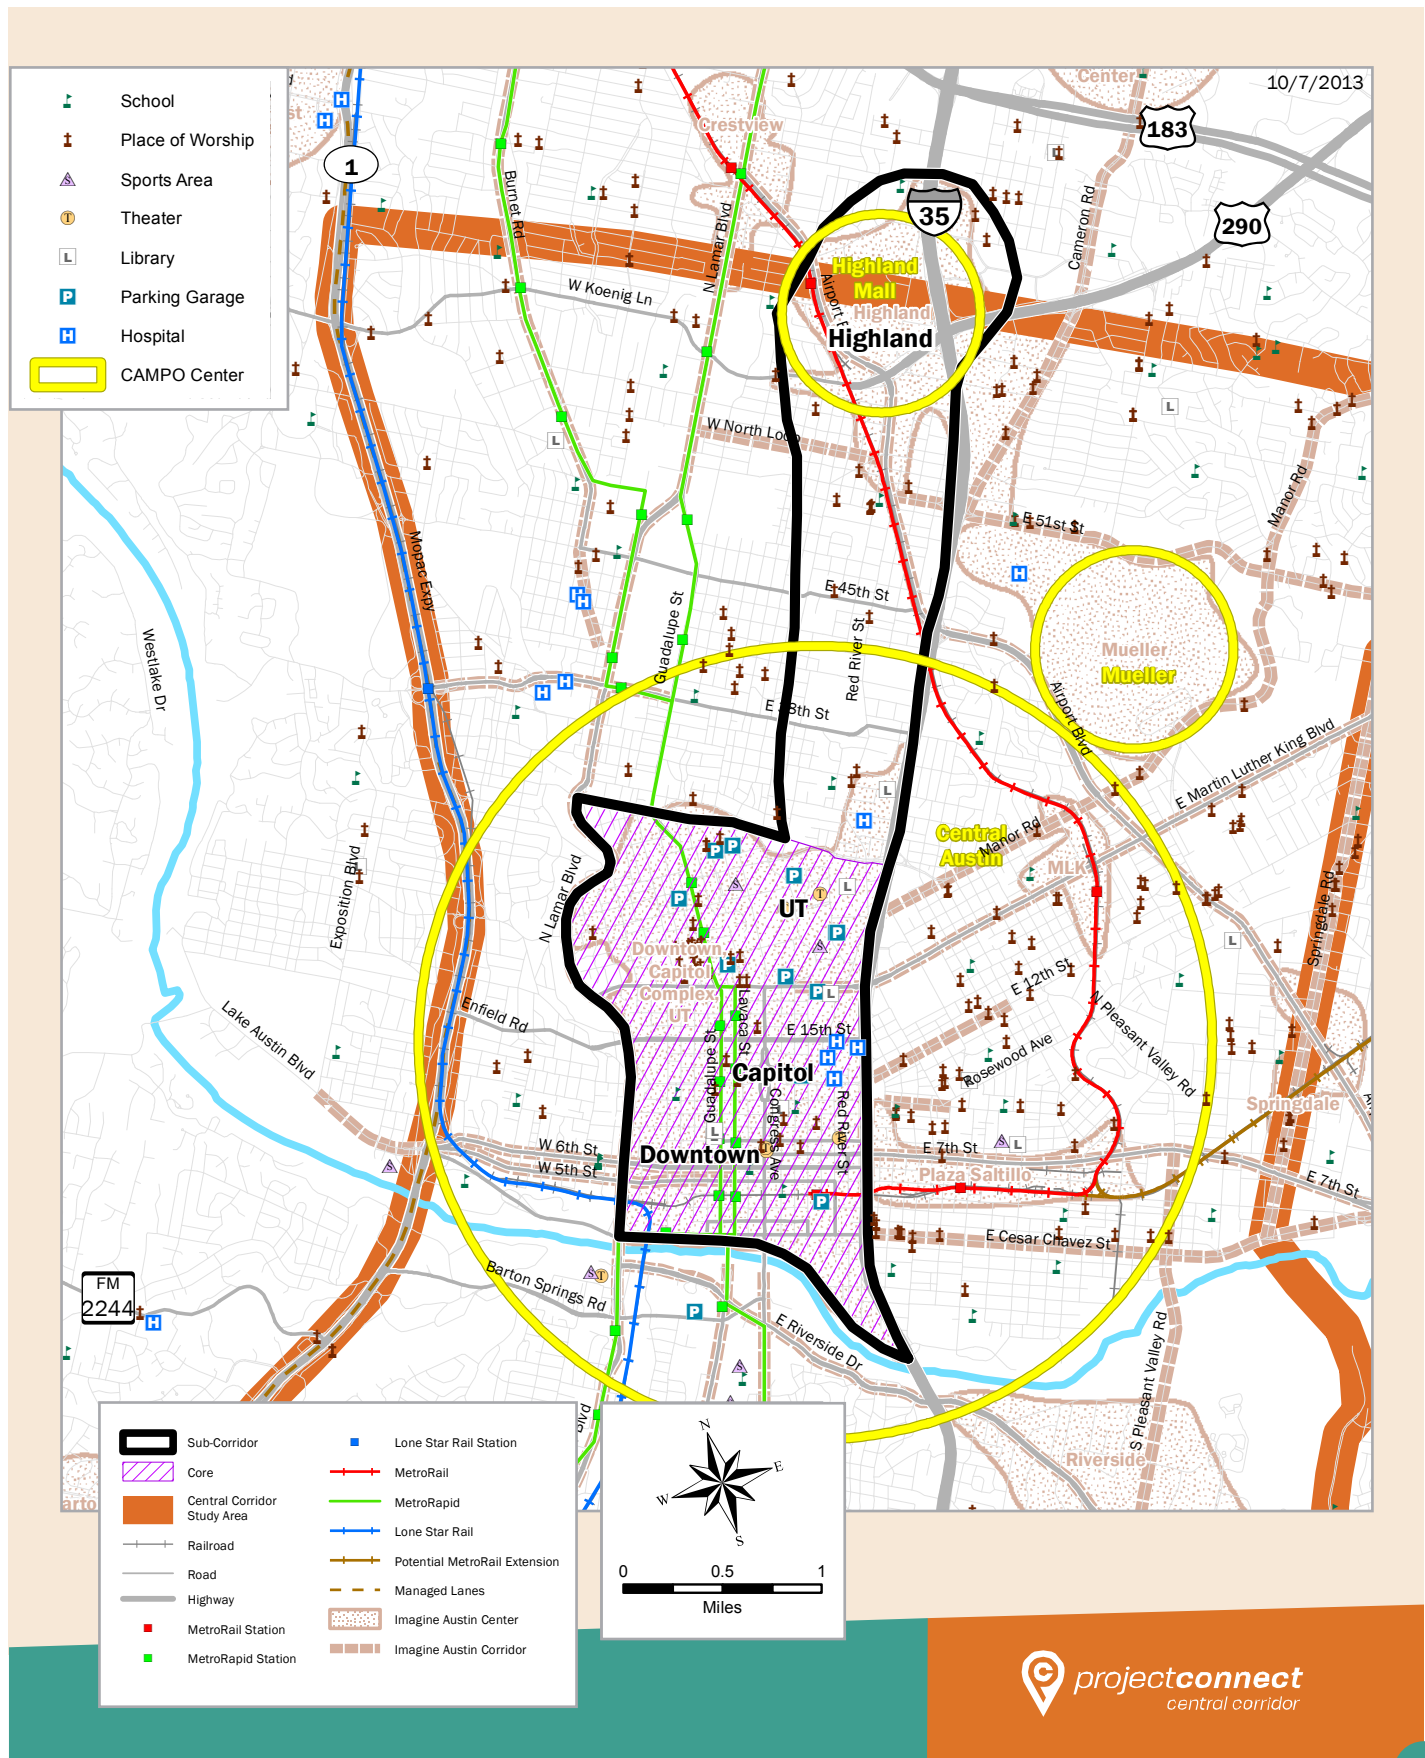 10/7/2013
School
Place of Worship
Sports Area
Theater
Library
Parking Garage
Hospital
CAMPO Center
Center
Crestview
183
1
35
290
Burnet Rd
N Lamar Blvd
Cameron Rd
W Koenig Ln
Highland
Mall
Highland
Highland
W North Loop
E 51st St
Manor Rd
Mopac Expy
E 45th St
Guadalupe St
Red River St
Westlake Dr
Mueller
Mueller
E 38th St
Airport Blvd
E Martin Luther King Blvd
Central
Austin
Manor Rd
MLK
Exposition Blvd
N Lamar Blvd
UT
Springdale Rd
Downtown
Capitol
Complex
UT
E 12th St
Lake Austin Blvd
Enfield Rd
Lavaca St
E 15th St
Guadalupe St
N Pleasant Valley Rd
Rosewood Ave
Capitol
Congress Ave
Red River St
Springdale
W 6th St
W 5th St
Downtown
E 7th St
Plaza Saltillo
E 7th St
E Cesar Chavez St
FM
2244
Barton Springs Rd
E Riverside Dr
S Pleasant Valley Rd
Riverside
Blvd
Sub-Corridor
Core
Central Corridor
Study Area
Railroad
Road
Highway
MetroRail Station
MetroRapid Station
Lone Star Rail Station
MetroRail
MetroRapid
Lone Star Rail
Potential MetroRail Extension
Managed Lanes
Imagine Austin Center
Imagine Austin Corridor
N
E
W
S
0 0.5 1
Miles
projectconnect
central corridor